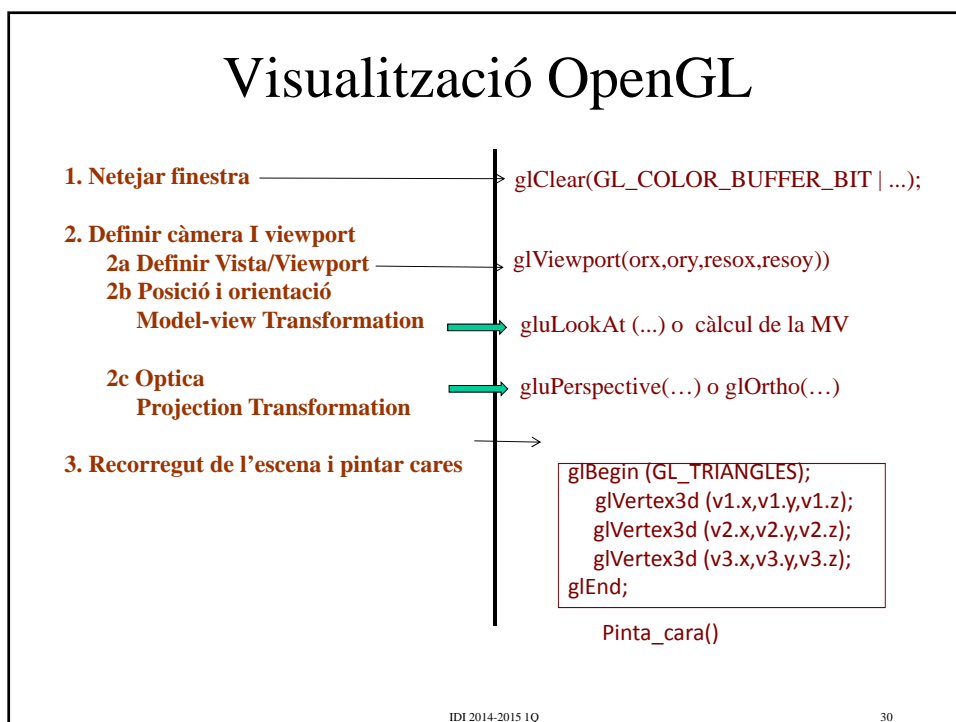 Visualització OpenGL
1. Netejar finestra
glClear(GL_COLOR_BUFFER_BIT | ...);
2. Definir càmera I viewport
2a Definir Vista/Viewport
glViewport(orx,ory,resox,resoy))
2b Posició i orientació
Model-view Transformation
gluLookAt (...) o càlcul de la MV
2c Optica
gluPerspective(…) o glOrtho(…)
Projection Transformation
3. Recorregut de l’escena i pintar cares
glBegin (GL_TRIANGLES);
glVertex3d (v1.x,v1.y,v1.z);
glVertex3d (v2.x,v2.y,v2.z);
glVertex3d (v3.x,v3.y,v3.z);
glEnd;
Pinta_cara()
IDI 2014-2015 1Q
30